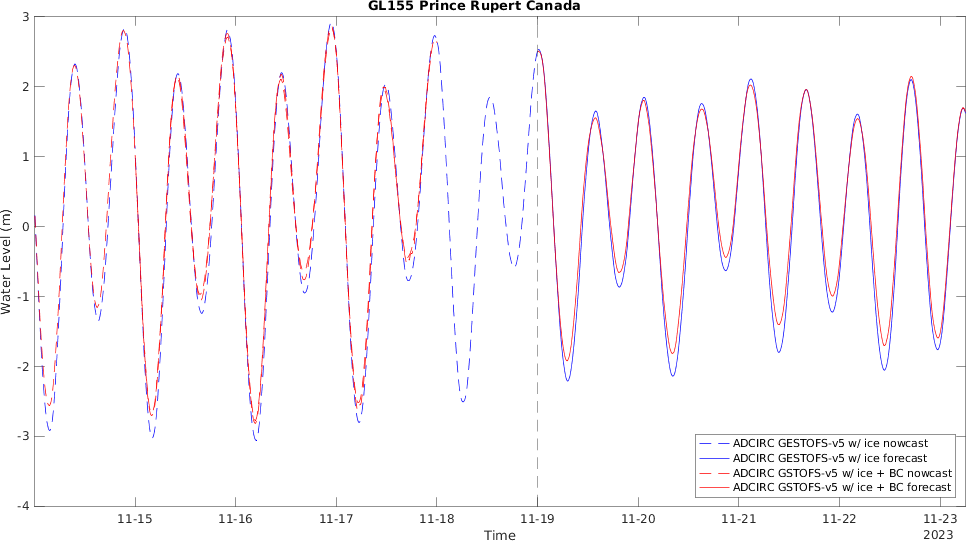 GL155 Prince Rupert Canada
3
2
1
0
-1
-2
-3
-4
Water Level (m)
11-15 11-16 11-17 11-18 11-19 11-20 11-21 11-22 11-23
Time
2023
ADCIRC GESTOFS-v5 w/ ice nowcast
ADCIRC GESTOFS-v5 w/ ice forecast
ADCIRC GSTOFS-v5 w/ ice + BC nowcast
ADCIRC GSTOFS-v5 w/ ice + BC forecast